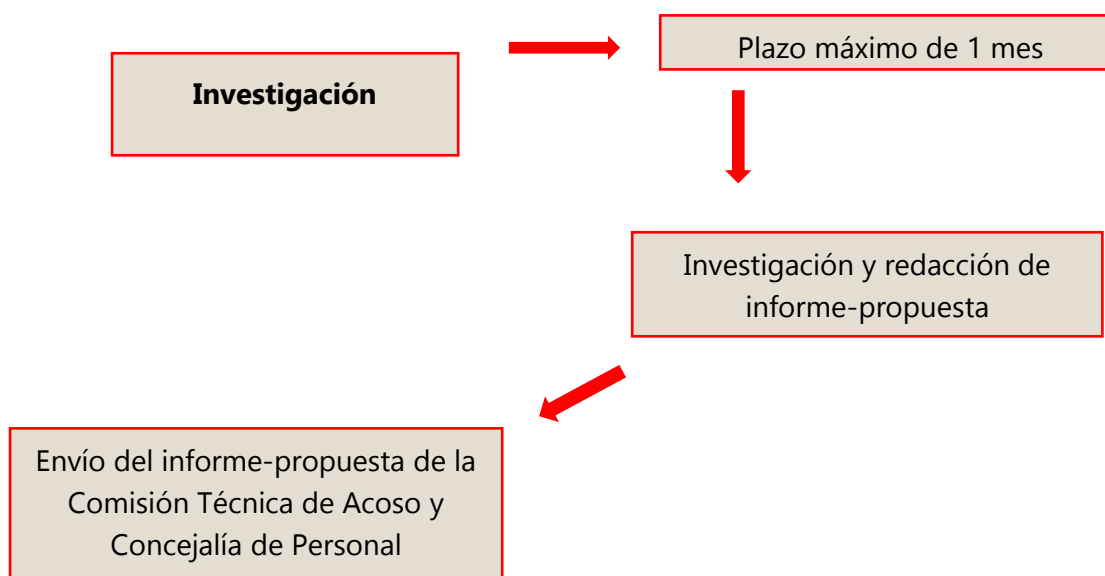 Investigación
Plazo máximo de 1 mes
Investigación y redacción de
informe-propuesta
Envío del informe-propuesta de la
Comisión Técnica de Acoso y
Concejalía de Personal